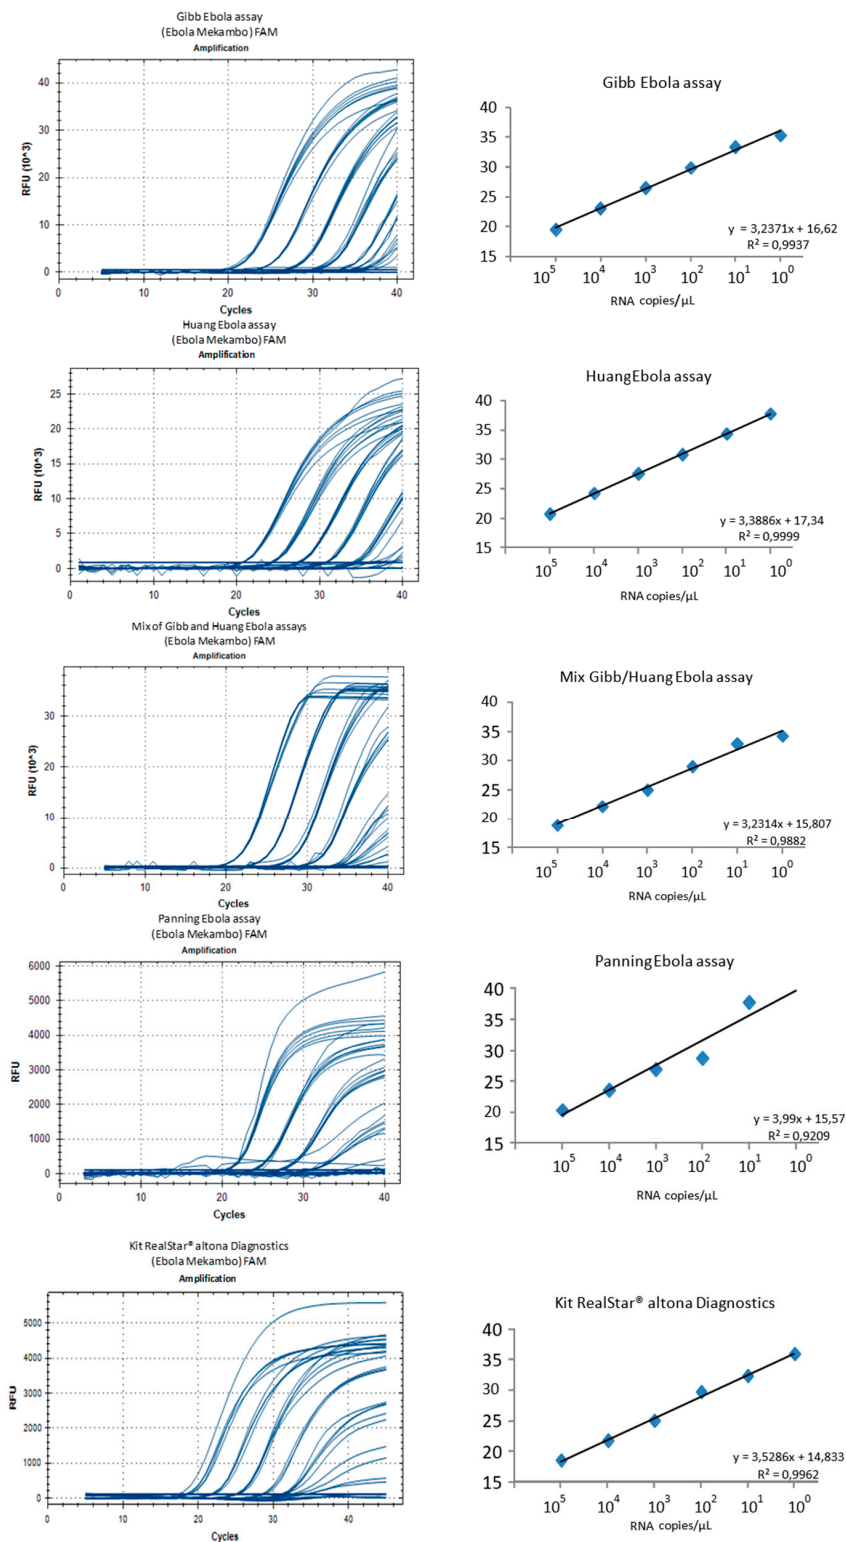 Gibb Ebola assay
(Ebola Mekambo) FAM
Amplification
40
30
20
10
0
RFU (10^3)
0 10 20 30 40
Cycles
Gibb Ebola assay
40
35
30
25
20
15
y = 3,2371x + 16,62
R² = 0,9937
10⁵ 10⁴ 10³ 10² 10¹ 10⁰
RNA copies/µL
Huang Ebola assay
(Ebola Mekambo) FAM
Amplification
25
20
15
10
5
0
RFU (10^3)
0 10 20 30 40
Cycles
HuangEbola assay
40
35
30
25
20
15
y = 3,3886x + 17,34
R² = 0,9999
10⁵ 10⁴ 10³ 10² 10¹ 10⁰
RNA copies/µL
Mix of Gibb and Huang Ebola assays
(Ebola Mekambo) FAM
Amplification
30
20
10
0
RFU (10^3)
0 10 20 30 40
Cycles
Mix Gibb/Huang Ebola assay
40
35
30
25
20
15
y = 3,2314x + 15,807
R² = 0,9882
10⁵ 10⁴ 10³ 10² 10¹ 10⁰
RNA copies/µL
Panning Ebola assay
(Ebola Mekambo) FAM
Amplification
6000
5000
4000
3000
2000
1000
0
RFU
0 10 20 30 40
Cycles
PanningEbola assay
40
35
30
25
20
15
y = 3,99x + 15,57
R² = 0,9209
10⁵ 10⁴ 10³ 10² 10¹ 10⁰
RNA copies/µL
Kit RealStar® altona Diagnostics
(Ebola Mekambo) FAM
Amplification
5000
4000
3000
2000
1000
0
RFU
0 10 20 30 40
Cycles
Kit RealStar® altona Diagnostics
40
35
30
25
20
15
y = 3,5286x + 14,833
R² = 0,9962
10⁵ 10⁴ 10³ 10² 10¹ 10⁰
RNA copies/µL